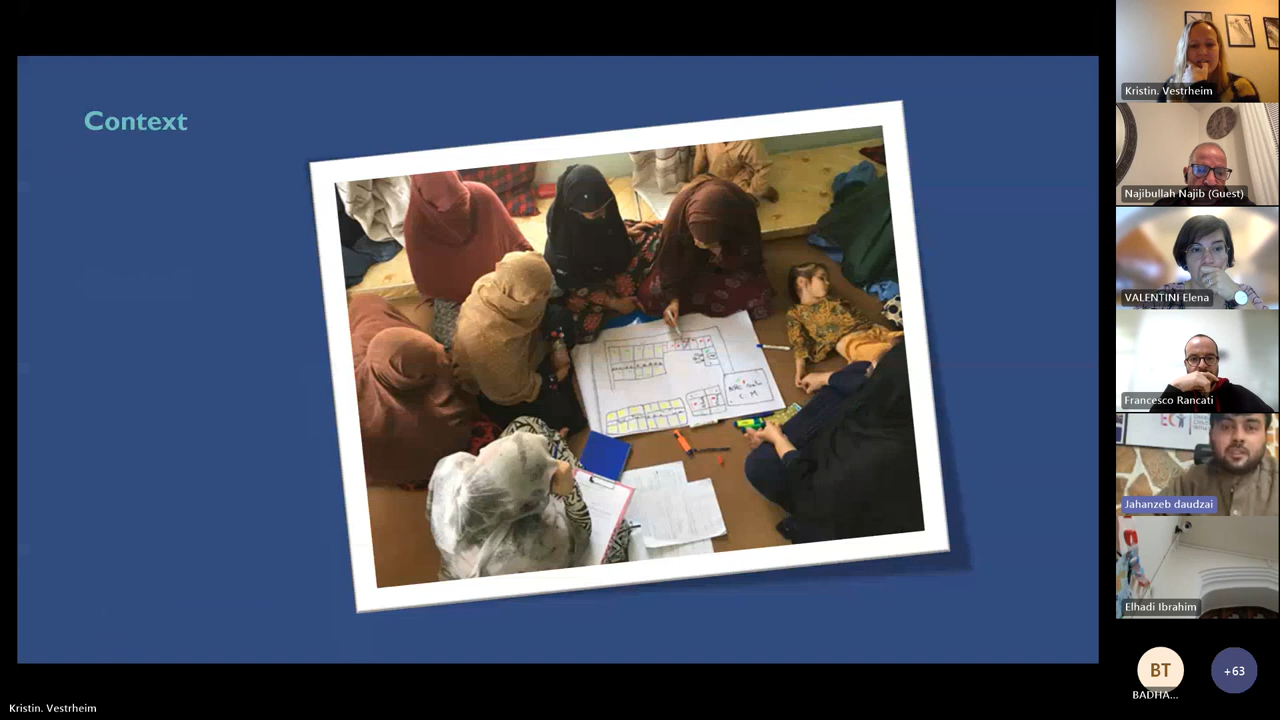 Context
Kristin. Vestrheim
Najibullah Najib (Guest)
VALENTINI Elena
Francesco Rancati
Jahanzeb daudzai
Elhadi Ibrahim
BT
BADHA...
+63
Kristin. Vestrheim